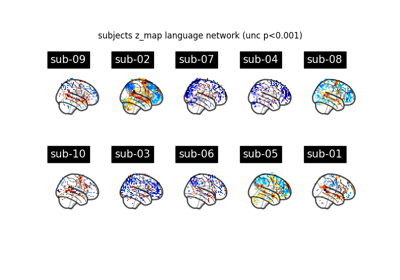 subjects z_map language network (unc p<0.001)
sub-09 sub-02 sub-07 sub-04 sub-08
sub-10 sub-03 sub-06 sub-05 sub-01